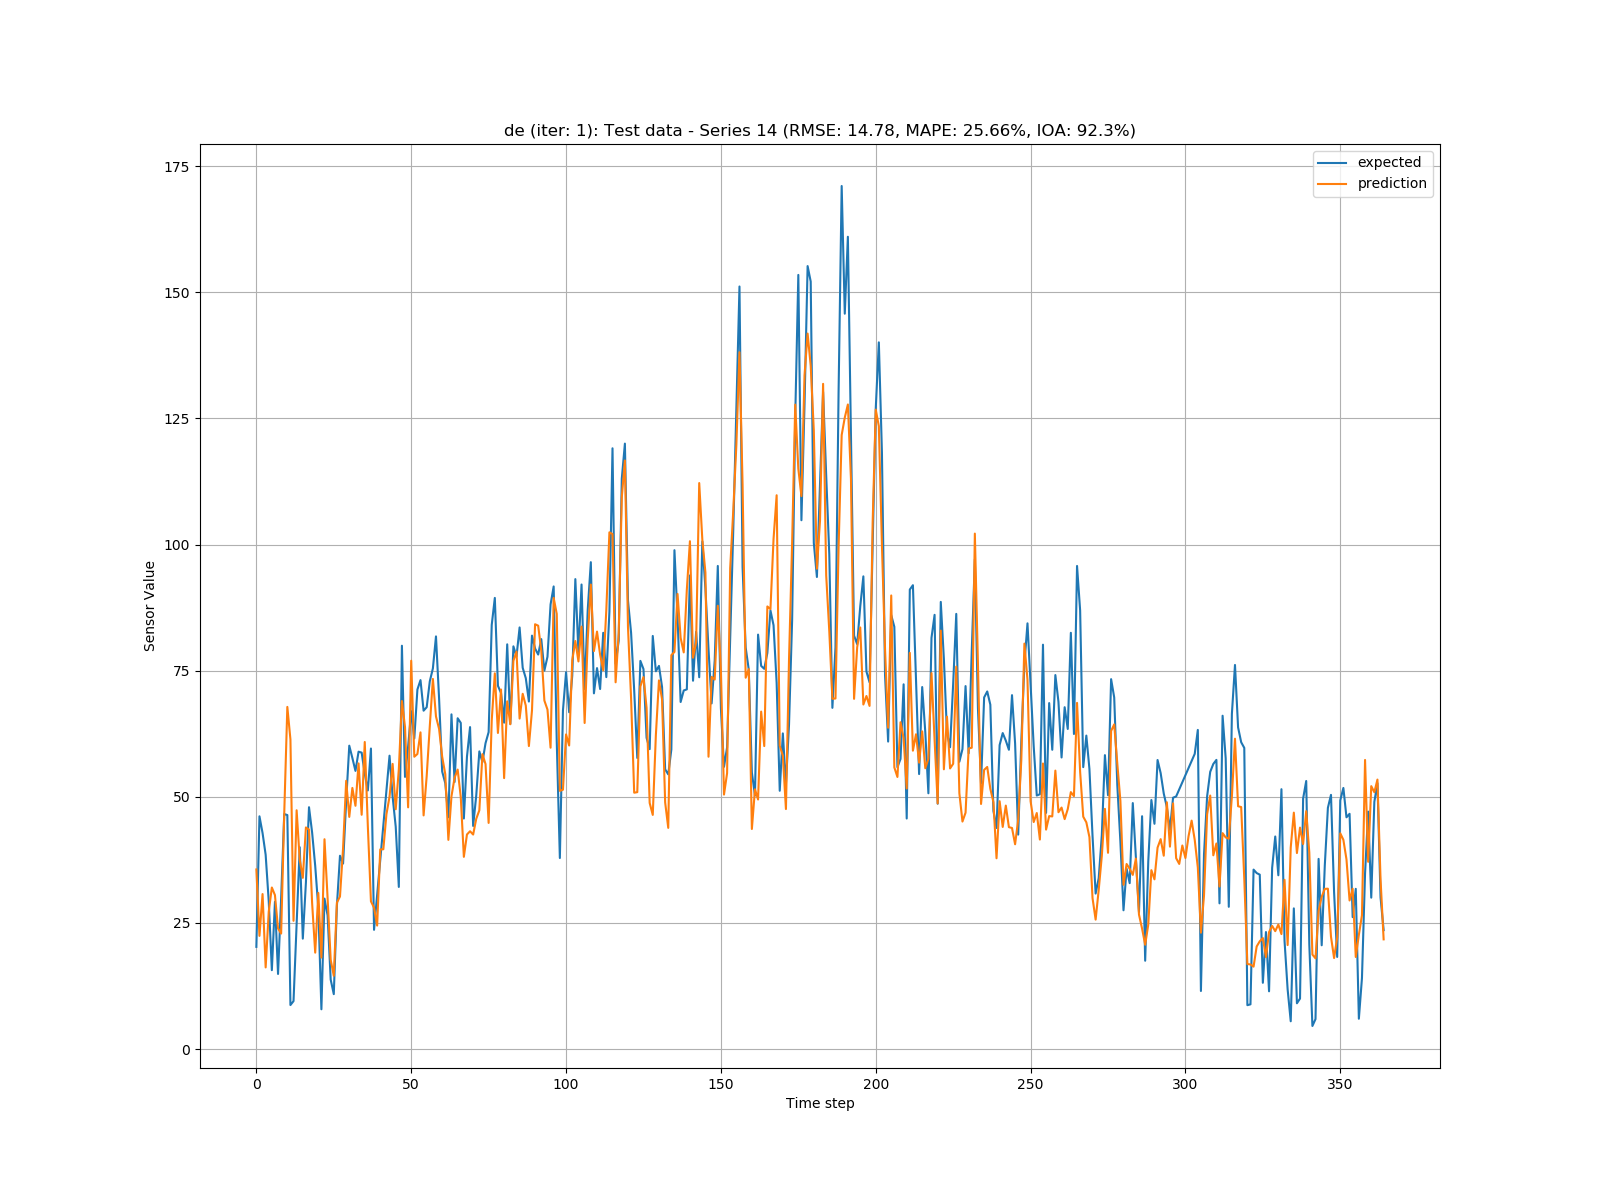 de (iter: 1): Test data - Series 14 (RMSE: 14.78, MAPE: 25.66%, IOA: 92.3%)
expected
prediction
175
150
125
100
75
50
25
0
Sensor Value
0 50 100 150 200 250 300 350
Time step